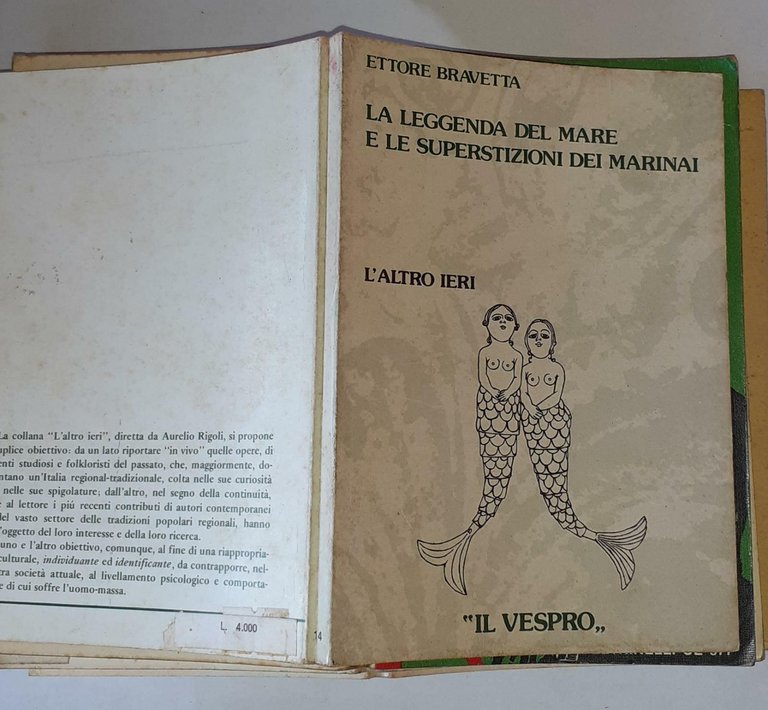 ETTORE BRAVETTA
LA LEGGENDA DEL MARE
E LE SUPERSTIZIONI DEI MARINAI
L'ALTRO IERI
"IL VESPRO„
La collana "L'altro ieri", diretta da Aurelio Rigoli, si propone
plice obiettivo: da un lato riportare "in vivo" quelle opere, di
enti studiosi e folkloristi del passato, che, maggiormente, do-
ntano un'Italia regional-tradizionale, colta nelle sue curiosità
nelle sue spigolature; dall'altro, nel segno della continuità,
e al lettore i più recenti contributi di autori contemporanei
del vasto settore delle tradizioni popolari regionali, hanno
l'oggetto del loro interesse e della loro ricerca.
uno e l'altro obiettivo, comunque, al fine di una riappropria-
culturale, individuante ed identificante, da contrapporre, nel-
tra società attuale, al livellamento psicologico e comporta-
e di cui soffre l'uomo-massa.
L. 4.000
14